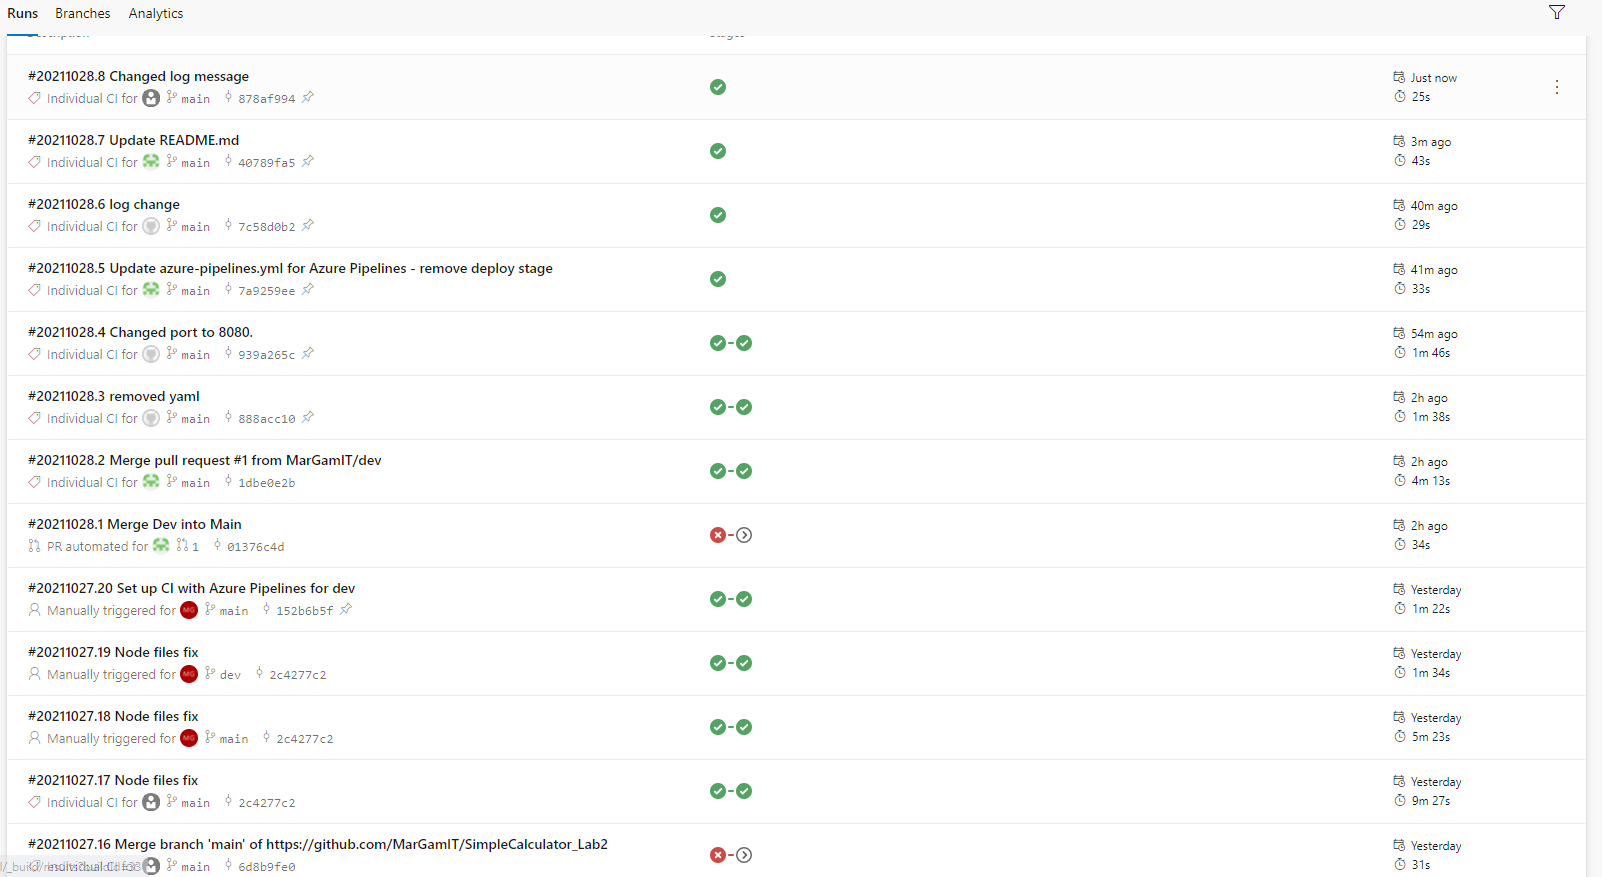 Runs Branches Analytics
Description Stages
#20211028.8 Changed log message
Just now
Individual CI for main 878af994
25s
#20211028.7 Update README.md
3m ago
Individual CI for main 40789fa5
43s
#20211028.6 log change
40m ago
Individual CI for main 7c58d0b2
29s
#20211028.5 Update azure-pipelines.yml for Azure Pipelines - remove deploy stage
41m ago
Individual CI for main 7a9259ee
33s
#20211028.4 Changed port to 8080.
54m ago
Individual CI for main 939a265c
1m 46s
#20211028.3 removed yaml
2h ago
Individual CI for main 888acc10
1m 38s
#20211028.2 Merge pull request #1 from MarGamIT/dev
2h ago
Individual CI for main 1dbe0e2b
4m 13s
#20211028.1 Merge Dev into Main
2h ago
PR automated for 1 01376c4d
34s
#20211027.20 Set up CI with Azure Pipelines for dev
Yesterday
Manually triggered for MG main 152b6b5f
1m 22s
#20211027.19 Node files fix
Yesterday
Manually triggered for MG dev 2c4277c2
1m 34s
#20211027.18 Node files fix
Yesterday
Manually triggered for MG main 2c4277c2
5m 23s
#20211027.17 Node files fix
Yesterday
Individual CI for main 2c4277c2
9m 27s
#20211027.16 Merge branch 'main' of https://github.com/MarGamIT/SimpleCalculator_Lab2
Yesterday
Individual CI for main 6d8b9fe0
31s